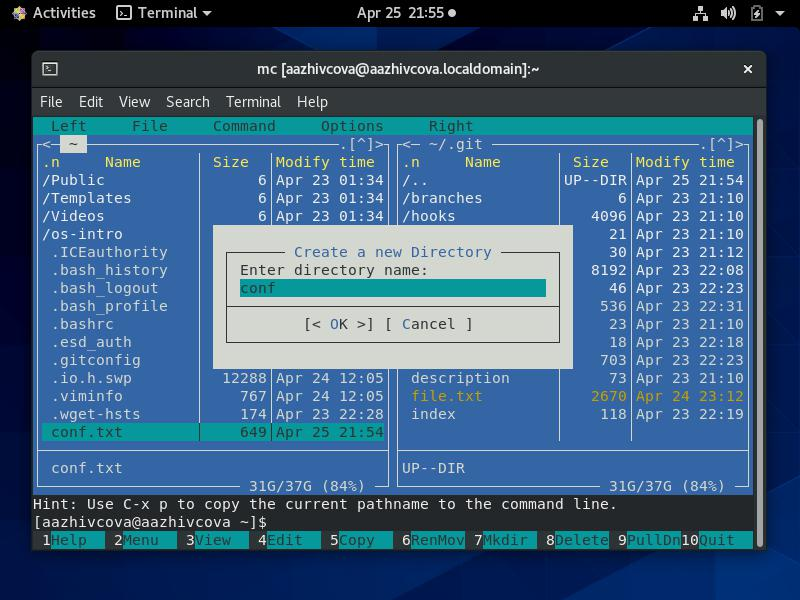 Activities Terminal Apr 25 21:55
mc [aazhivcova@aazhivcova.localdomain]:~
File Edit View Search Terminal Help
Left File Command Options Right
<— ~ .[^]> <— ~/.git .[^]>
.n Name Size Modify time .n Name Size Modify time
/Public 6 Apr 23 01:34 /.. UP--DIR Apr 25 21:54
/Templates 6 Apr 23 01:34 /branches 6 Apr 23 21:10
/Videos 6 Apr 23 01:34 /hooks 4096 Apr 23 21:10
/os-intro 21 Apr 23 21:10
.ICEauthority 30 Apr 23 21:12
.bash_history 8192 Apr 23 22:08
.bash_logout 46 Apr 23 22:23
.bash_profile 536 Apr 23 22:31
.bashrc 23 Apr 23 21:10
.esd_auth 18 Apr 23 22:18
.gitconfig 703 Apr 23 22:23
Create a new Directory
Enter directory name:
conf
[< OK >] [ Cancel ]
.io.h.swp 12288 Apr 24 12:05 description 73 Apr 23 21:10
.viminfo 767 Apr 24 12:05 file.txt 2670 Apr 24 23:12
.wget-hsts 174 Apr 23 22:28 index 118 Apr 23 22:19
conf.txt 649 Apr 25 21:54
conf.txt UP--DIR
31G/37G (84%) 31G/37G (84%)
Hint: Use C-x p to copy the current pathname to the command line.
[aazhivcova@aazhivcova ~]$
1Help 2Menu 3View 4Edit 5Copy 6RenMov 7Mkdir 8Delete 9PullDn 10Quit